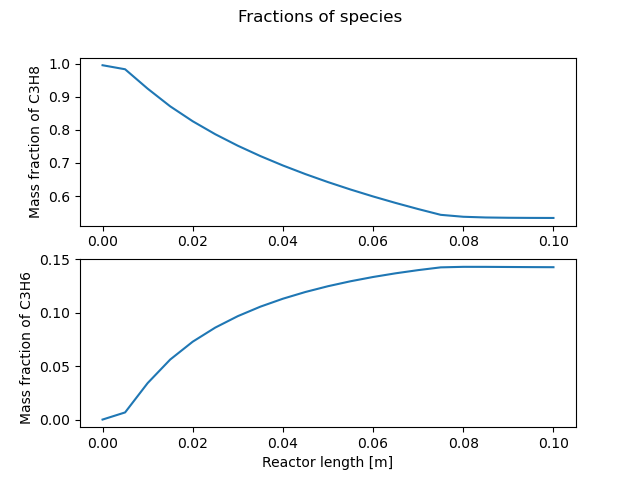 Fractions of species
Mass fraction of C3H8
1.0
0.9
0.8
0.7
0.6
0.00 0.02 0.04 0.06 0.08 0.10
Mass fraction of C3H6
0.15
0.10
0.05
0.00
0.00 0.02 0.04 0.06 0.08 0.10
Reactor length [m]